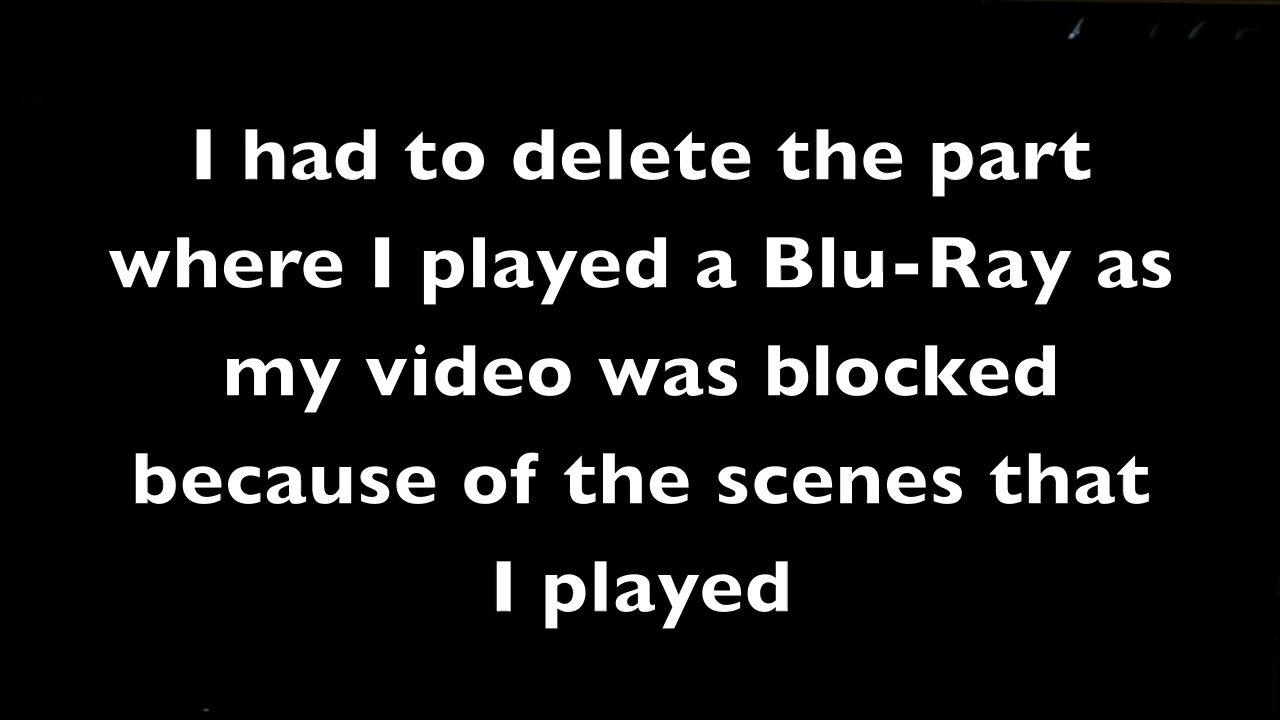 I had to delete the part
where I played a Blu-Ray as
my video was blocked
because of the scenes that
I played